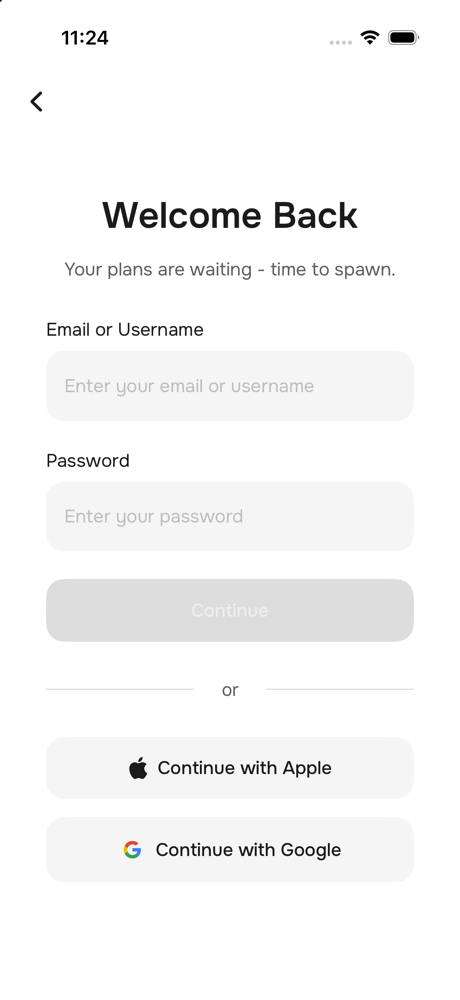 11:24
Welcome Back
Your plans are waiting - time to spawn.
Email or Username
Enter your email or username
Password
Enter your password
Continue
or
Continue with Apple
Continue with Google